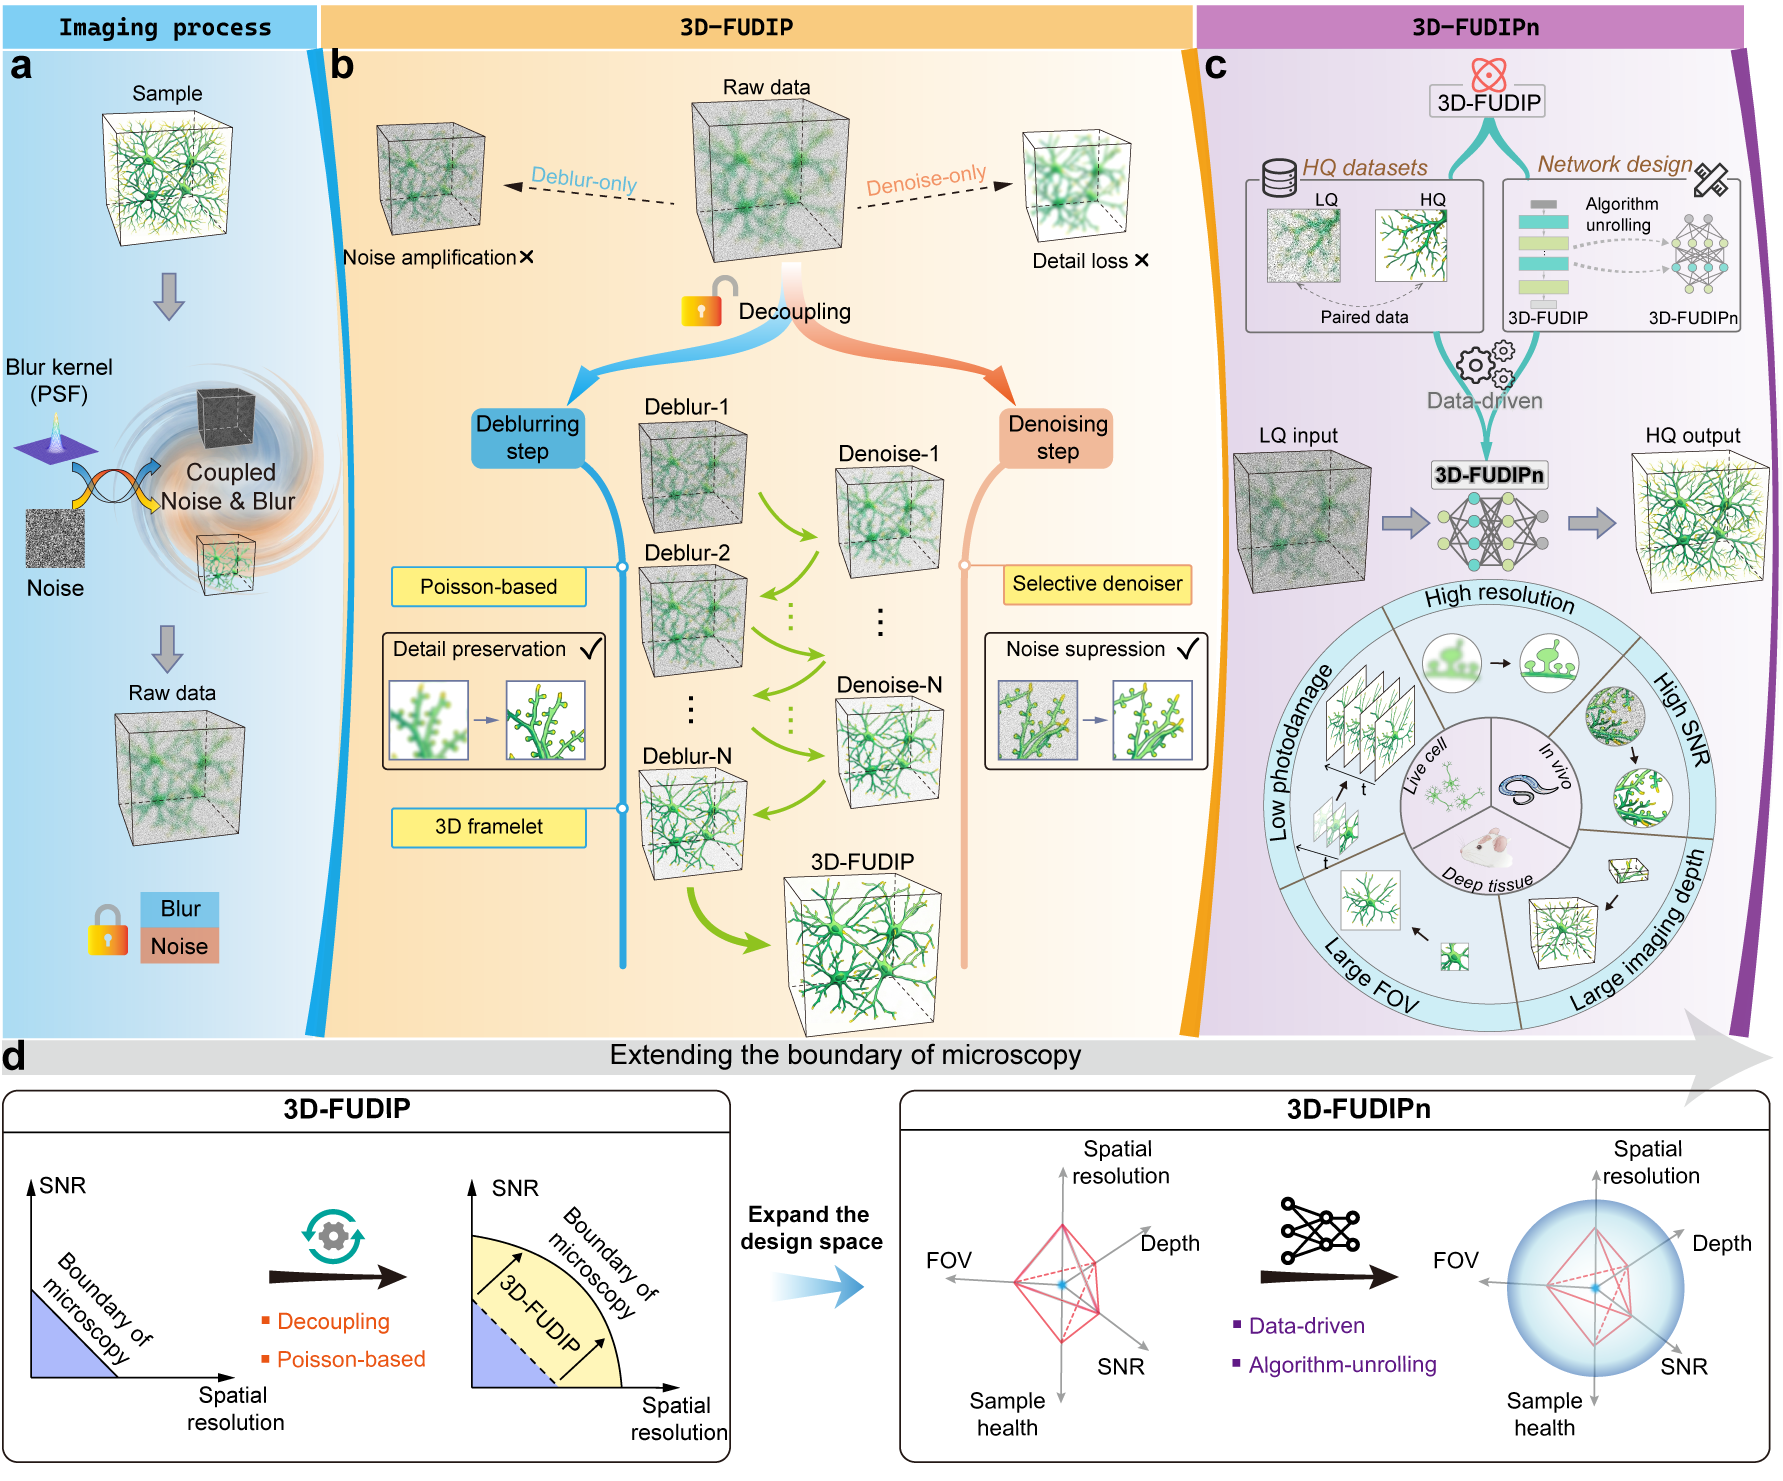 Imaging process
3D-FUDIP
3D-FUDIPn
a
Sample
Blur kernel
(PSF)
Coupled
Noise & Blur
Noise
Raw data
Blur
Noise
b
Raw data
Deblur-only
Denoise-only
Noise amplification
Detail loss
Decoupling
Deblurring
step
Denoising
step
Deblur-1
Denoise-1
Deblur-2
Poisson-based
Selective denoiser
Detail preservation
Noise supression
Denoise-N
Deblur-N
3D framelet
3D-FUDIP
c
3D-FUDIP
HQ datasets
Network design
LQ
HQ
Paired data
Algorithm
unrolling
3D-FUDIP
3D-FUDIPn
Data-driven
LQ input
HQ output
3D-FUDIPn
High resolution
High SNR
Large imaging depth
Large FOV
Low photodamage
t
t
Live cell
In vivo
Deep tissue
d
Extending the boundary of microscopy
3D-FUDIP
SNR
Boundary of
microscopy
Spatial
resolution
Decoupling
Poisson-based
SNR
Boundary of
microscopy
3D-FUDIP
Spatial
resolution
Expand the
design space
3D-FUDIPn
Spatial
resolution
Depth
FOV
SNR
Sample
health
Data-driven
Algorithm-unrolling
Spatial
resolution
Depth
FOV
SNR
Sample
health